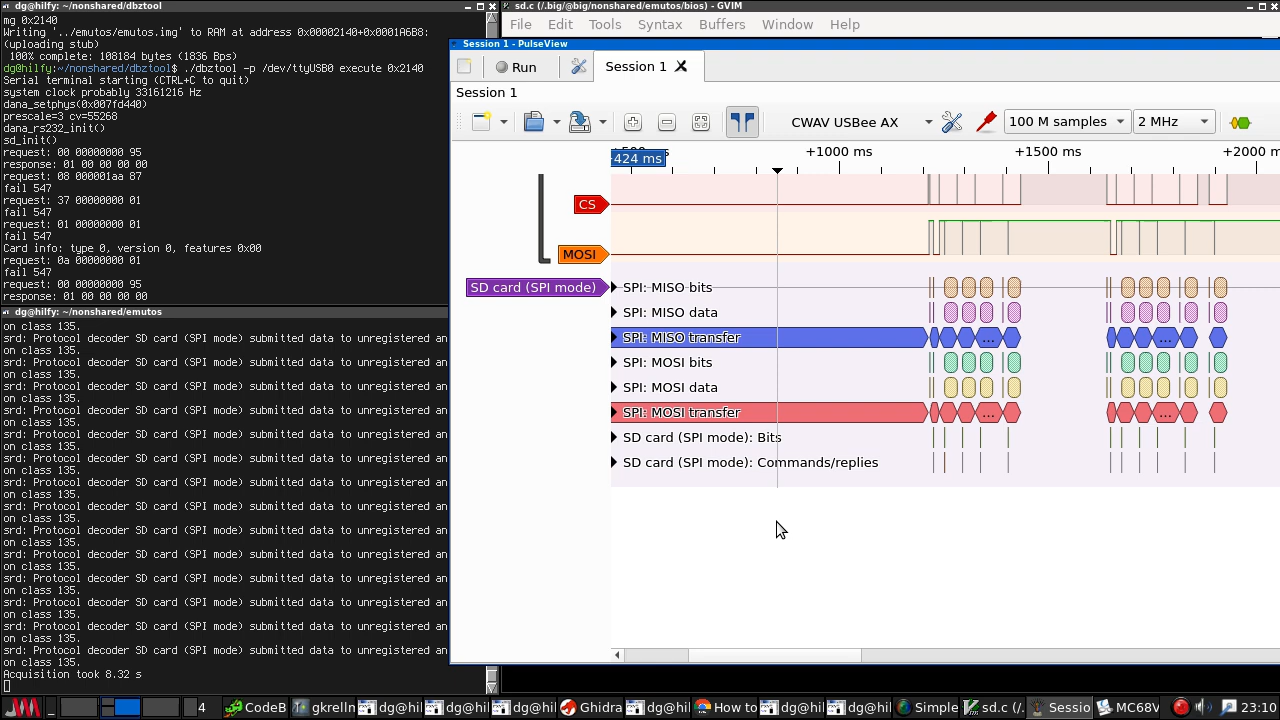 dg@hilfy: ~/nonshared/dbztool
mg 0x2140
(uploading stub)
100% complete: 108216 bytes (1836 Bps)
dg@hilfy:~/nonshared/dbztool$ ./dbztool -p /dev/ttyUSB0 execute 0x2140
Serial terminal starting (CTRL+C to quit)
system clock probably 33161216 Hz
dana_setphys(0x007fd440)
prescale=3 cv=55268
dana_rs232_init()
sd_init()
request: 00 00000000 95
response: 01 00 00 00 00
request: 08 000001aa 87
fail 547
request: 37 00000000 01
fail 547
request: 01 00000000 01
fail 547
Card info: type 0, version 0, features 0x00
request: 0a 00000000 01
fail 547
request: 00 00000000 95
response: 01 00 00 00 00
dg@hilfy: ~/nonshared/emutos
on class 135.
srd: Protocol decoder SD card (SPI mode) submitted data to unregistered an
on class 135.
srd: Protocol decoder SD card (SPI mode) submitted data to unregistered an
on class 135.
srd: Protocol decoder SD card (SPI mode) submitted data to unregistered an
on class 135.
srd: Protocol decoder SD card (SPI mode) submitted data to unregistered an
on class 135.
srd: Protocol decoder SD card (SPI mode) submitted data to unregistered an
on class 135.
srd: Protocol decoder SD card (SPI mode) submitted data to unregistered an
on class 135.
srd: Protocol decoder SD card (SPI mode) submitted data to unregistered an
on class 135.
srd: Protocol decoder SD card (SPI mode) submitted data to unregistered an
on class 135.
srd: Protocol decoder SD card (SPI mode) submitted data to unregistered an
on class 135.
srd: Protocol decoder SD card (SPI mode) submitted data to unregistered an
on class 135.
srd: Protocol decoder SD card (SPI mode) submitted data to unregistered an
on class 135.
srd: Protocol decoder SD card (SPI mode) submitted data to unregistered an
on class 135.
srd: Protocol decoder SD card (SPI mode) submitted data to unregistered an
on class 135.
srd: Protocol decoder SD card (SPI mode) submitted data to unregistered an
on class 135.
Acquisition took 8.32 s
sd.c (/.big/@big/nonshared/emutos/bios) - GVIM
File Edit Tools Syntax Buffers Window Help
Session 1 - PulseView
Run Session 1
Session 1
CWAV USBee AX 100 M samples 2 MHz
424 ms +1000 ms +1500 ms +2000 m
CS
MOSI
SD card (SPI mode) SPI: MISO bits
SPI: MISO data
SPI: MISO transfer ...
SPI: MOSI bits
SPI: MOSI data
SPI: MOSI transfer ...
SD card (SPI mode): Bits
SD card (SPI mode): Commands/replies
4 CodeB gkrelln dg@hil dg@hil dg@hil Ghidra dg@hil How to dg@hil dg@hil Simple sd.c (/ Sessio MC68V 23:10